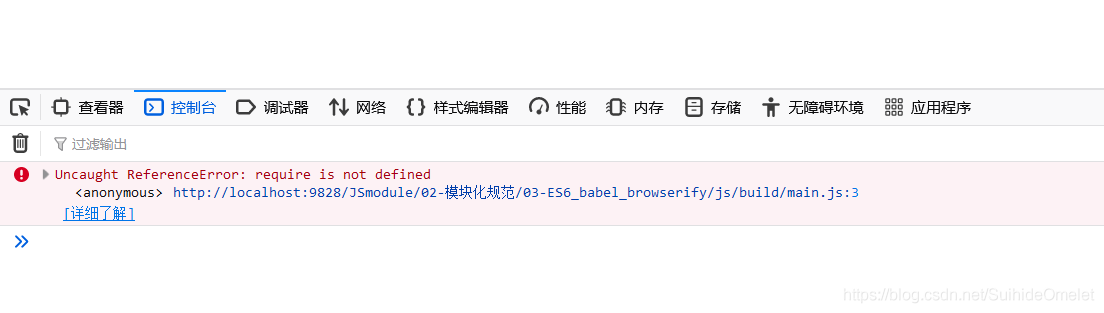 查看器 控制台 调试器 网络 样式编辑器 性能 内存 存储 无障碍环境 应用程序
过滤输出
Uncaught ReferenceError: require is not defined
<anonymous> http://localhost:9828/JSmodule/02-模块化规范/03-ES6_babel_browserify/js/build/main.js:3
[详细了解]
https://blog.csdn.net/SuihideOmelet